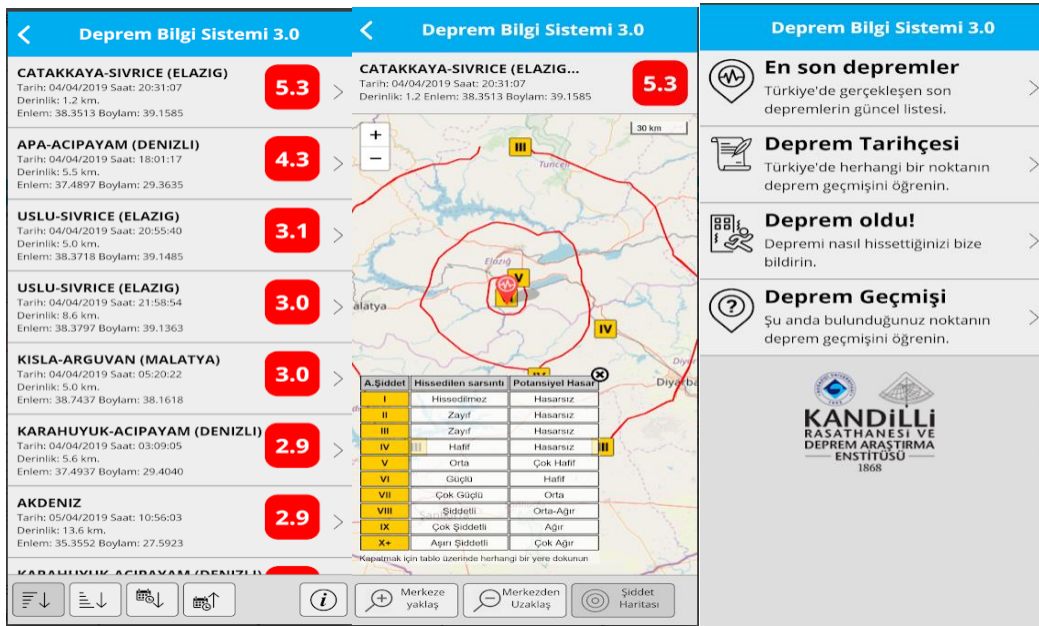 Deprem Bilgi Sistemi 3.0
CATAKKAYA-SIVRICE (ELAZIG)
Tarih: 04/04/2019 Saat: 20:31:07
Derinlik: 1.2 km.
Enlem: 38.3513 Boylam: 39.1585
5.3
APA-ACIPAYAM (DENIZLI)
Tarih: 04/04/2019 Saat: 18:01:17
Derinlik: 5.5 km.
Enlem: 37.4897 Boylam: 29.3635
4.3
USLU-SIVRICE (ELAZIG)
Tarih: 04/04/2019 Saat: 20:55:40
Derinlik: 5.0 km.
Enlem: 38.3718 Boylam: 39.1485
3.1
USLU-SIVRICE (ELAZIG)
Tarih: 04/04/2019 Saat: 21:58:54
Derinlik: 8.6 km.
Enlem: 38.3797 Boylam: 39.1363
3.0
KISLA-ARGUVAN (MALATYA)
Tarih: 04/04/2019 Saat: 05:20:22
Derinlik: 5.0 km.
Enlem: 38.7437 Boylam: 38.1618
3.0
KARAHUYUK-ACIPAYAM (DENIZLI)
Tarih: 04/04/2019 Saat: 03:09:05
Derinlik: 5.6 km.
Enlem: 37.4937 Boylam: 29.4040
2.9
AKDENIZ
Tarih: 05/04/2019 Saat: 10:56:03
Derinlik: 13.6 km.
Enlem: 35.3552 Boylam: 27.5923
2.9
KARAHUYUK-ACIPAYAM (DENIZLI)
Deprem Bilgi Sistemi 3.0
CATAKKAYA-SIVRICE (ELAZIG...
Tarih: 04/04/2019 Saat: 20:31:07
Derinlik: 1.2 Enlem: 38.3513 Boylam: 39.1585
5.3
+
−
30 km
III
Tunceli
Elazığ
V
VI
alatya
IV
IV
Diyarba
III
III
A.Şiddet Hissedilen sarsıntı Potansiyel Hasar
I Hissedilmez Hasarsız
II Zayıf Hasarsız
III Zayıf Hasarsız
IV Hafif Hasarsız
V Orta Çok Hafif
VI Güçlü Hafif
VII Çok Güçlü Orta
VIII Şiddetli Orta-Ağır
IX Çok Şiddetli Ağır
X+ Aşırı Şiddetli Çok Ağır
Kapatmak için tablo üzerinde herhangi bir yere dokunun
Merkeze
yaklaş
Merkezden
Uzaklaş
Şiddet
Haritası
Deprem Bilgi Sistemi 3.0
En son depremler
Türkiye'de gerçekleşen son
depremlerin güncel listesi.
Deprem Tarihçesi
Türkiye'de herhangi bir noktanın
deprem geçmişini öğrenin.
Deprem oldu!
Depremi nasıl hissettiğinizi bize
bildirin.
Deprem Geçmişi
Şu anda bulunduğunuz noktanın
deprem geçmişini öğrenin.
KANDİLLİ
RASATHANESİ VE
DEPREM ARAŞTIRMA
ENSTİTÜSÜ
1868